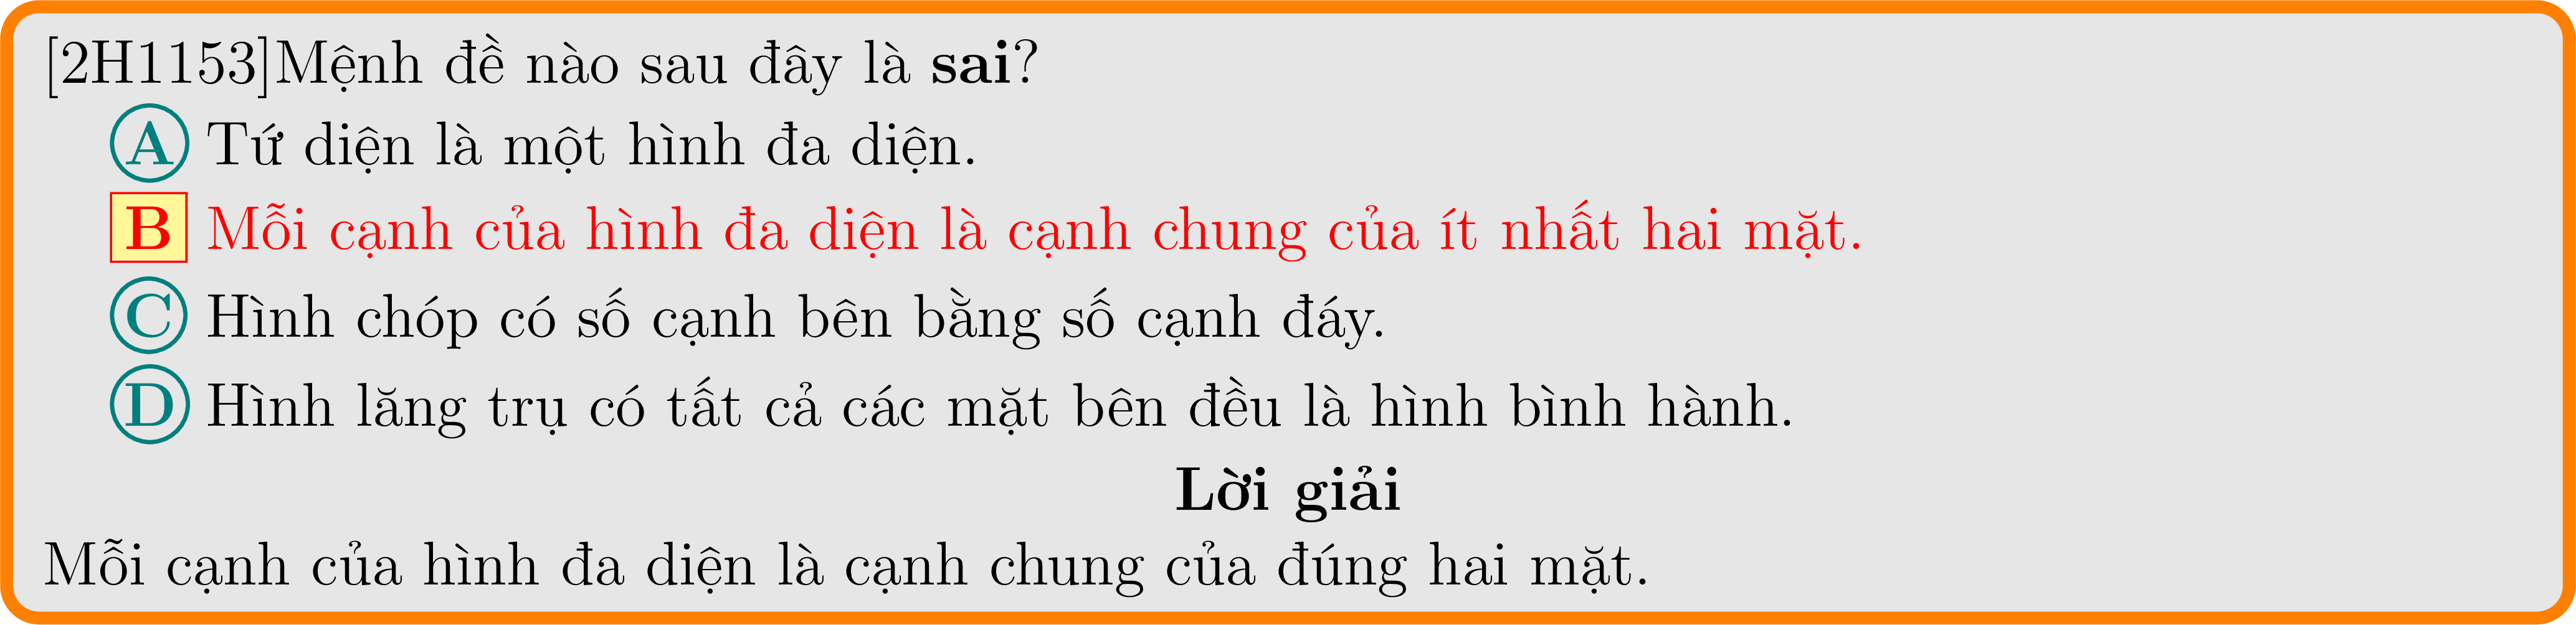 [2H1153]Mệnh đề nào sau đây là sai?
A Tứ diện là một hình đa diện.
B Mỗi cạnh của hình đa diện là cạnh chung của ít nhất hai mặt.
C Hình chóp có số cạnh bên bằng số cạnh đáy.
D Hình lăng trụ có tất cả các mặt bên đều là hình bình hành.
Lời giải
Mỗi cạnh của hình đa diện là cạnh chung của đúng hai mặt.